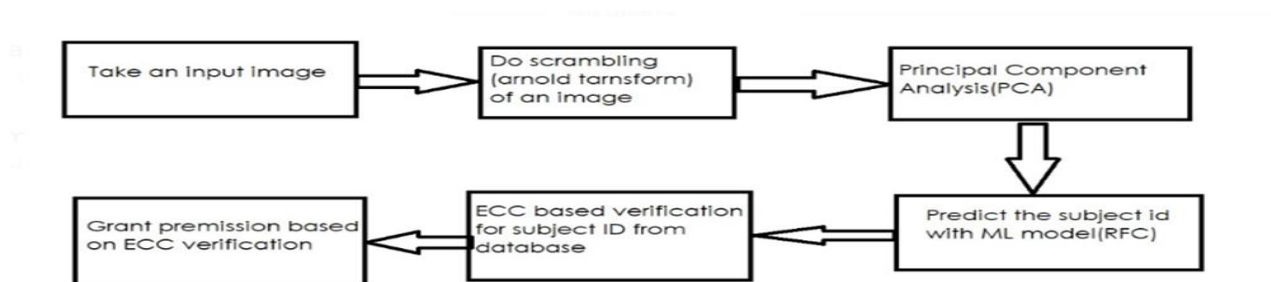 Take an input image
Do scrambling
(arnold tarnsform)
of an image
Principal Component
Analysis(PCA)
Predict the subject id
with ML model(RFC)
ECC based verification
for subject ID from
database
Grant premission based
on ECC verification